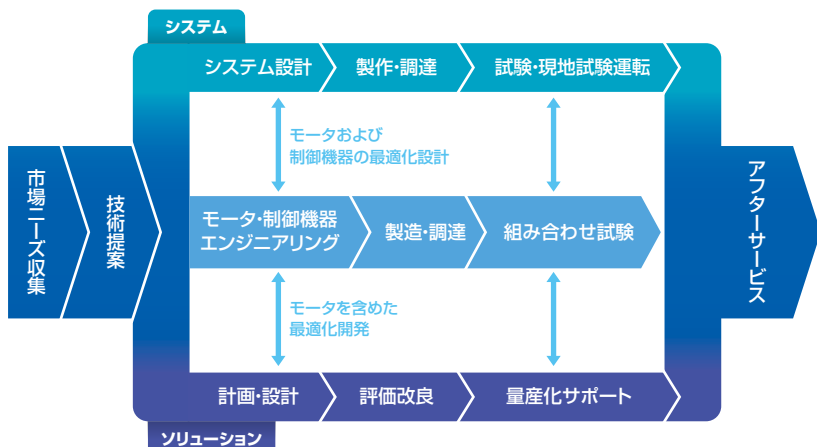 システム
システム設計
製作・調達
試験・現地試験運転
モータおよび
制御機器の最適化設計
市場ニーズ収集
技術提案
モータ・制御機器
エンジニアリング
製造・調達
組み合わせ試験
アフターサービス
モータを含めた
最適化開発
計画・設計
評価改良
量産化サポート
ソリューション